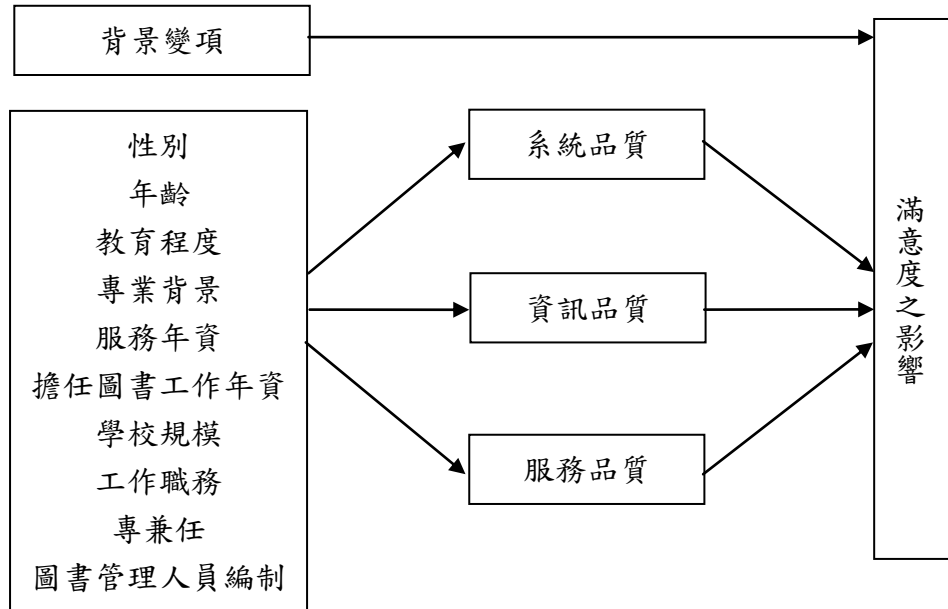 背景變項
性別
年齡
教育程度
專業背景
服務年資
擔任圖書工作年資
學校規模
工作職務
專兼任
圖書管理人員編制
系統品質
資訊品質
服務品質
滿意度之影響